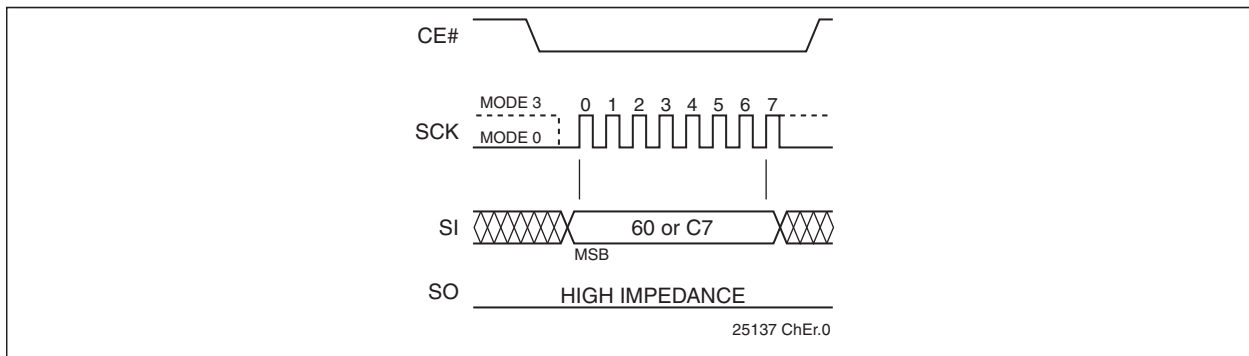 CE#
MODE 3
0 1 2 3 4 5 6 7
SCK
MODE 0
SI
60 or C7
MSB
SO
HIGH IMPEDANCE
25137 ChEr.0